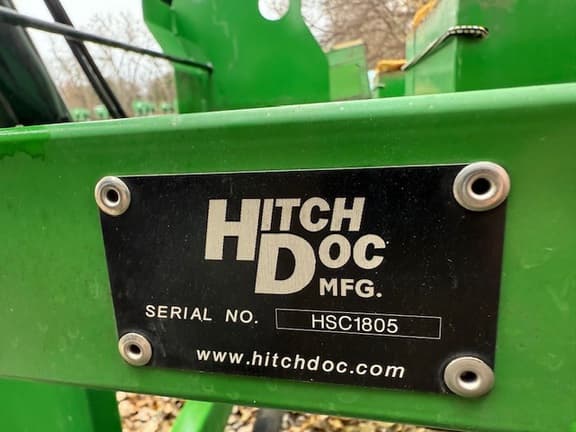 HITCH
DOC
MFG.
SERIAL NO. HSC1805
www.hitchdoc.com